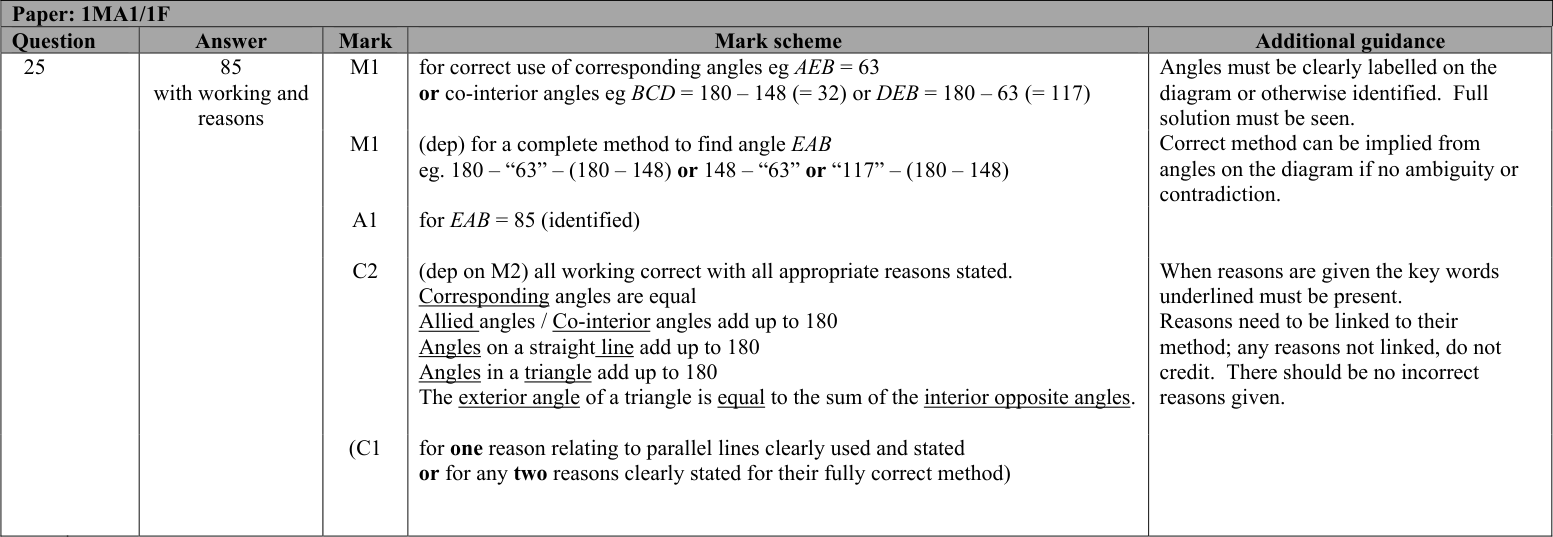 Paper: 1MA1/1F
Question Answer Mark Mark scheme Additional guidance
25 85 M1 for correct use of corresponding angles eg AEB = 63 Angles must be clearly labelled on the
with working and or co-interior angles eg BCD = 180 – 148 (= 32) or DEB = 180 – 63 (= 117) diagram or otherwise identified. Full
reasons solution must be seen.
M1 (dep) for a complete method to find angle EAB Correct method can be implied from
eg. 180 – “63” – (180 – 148) or 148 – “63” or “117” – (180 – 148) angles on the diagram if no ambiguity or
contradiction.
A1 for EAB = 85 (identified)
C2 (dep on M2) all working correct with all appropriate reasons stated. When reasons are given the key words
Corresponding angles are equal underlined must be present.
Allied angles / Co-interior angles add up to 180 Reasons need to be linked to their
Angles on a straight line add up to 180 method; any reasons not linked, do not
Angles in a triangle add up to 180 credit. There should be no incorrect
The exterior angle of a triangle is equal to the sum of the interior opposite angles. reasons given.
(C1 for one reason relating to parallel lines clearly used and stated
or for any two reasons clearly stated for their fully correct method)